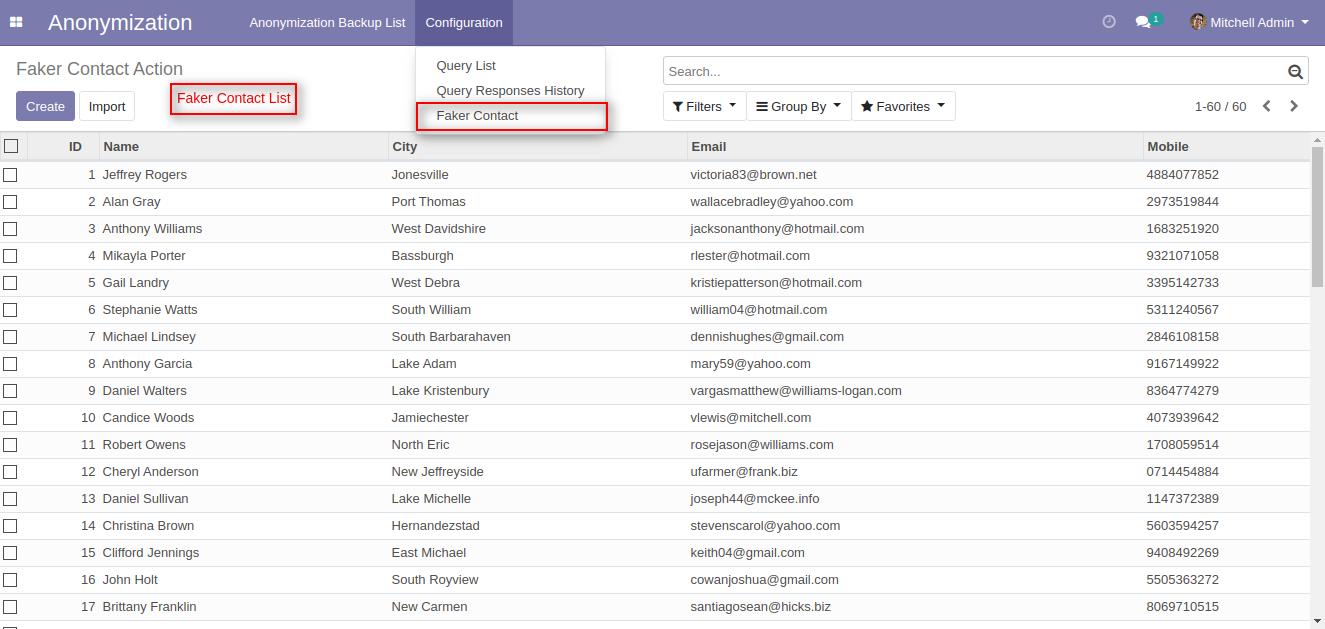 Anonymization Anonymization Backup List Configuration 1 Mitchell Admin
Faker Contact Action
Query List
Query Responses History
Faker Contact
Search...
Create Import
Faker Contact List
Filters Group By Favorites 1-60 / 60
ID Name City Email Mobile
1 Jeffrey Rogers Jonesville victoria83@brown.net 4884077852
2 Alan Gray Port Thomas wallacebradley@yahoo.com 2973519844
3 Anthony Williams West Davidshire jacksonanthony@hotmail.com 1683251920
4 Mikayla Porter Bassburgh rlester@hotmail.com 9321071058
5 Gail Landry West Debra kristiepatterson@hotmail.com 3395142733
6 Stephanie Watts South William william04@hotmail.com 5311240567
7 Michael Lindsey South Barbarahaven dennishughes@gmail.com 2846108158
8 Anthony Garcia Lake Adam mary59@yahoo.com 9167149922
9 Daniel Walters Lake Kristenbury vargasmatthew@williams-logan.com 8364774279
10 Candice Woods Jamiechester vlewis@mitchell.com 4073939642
11 Robert Owens North Eric rosejason@williams.com 1708059514
12 Cheryl Anderson New Jeffreyside ufarmer@frank.biz 0714454884
13 Daniel Sullivan Lake Michelle joseph44@mckee.info 1147372389
14 Christina Brown Hernandezstad stevenscarol@yahoo.com 5603594257
15 Clifford Jennings East Michael keith04@gmail.com 9408492269
16 John Holt South Royview cowanjoshua@gmail.com 5505363272
17 Brittany Franklin New Carmen santiagosean@hicks.biz 8069710515